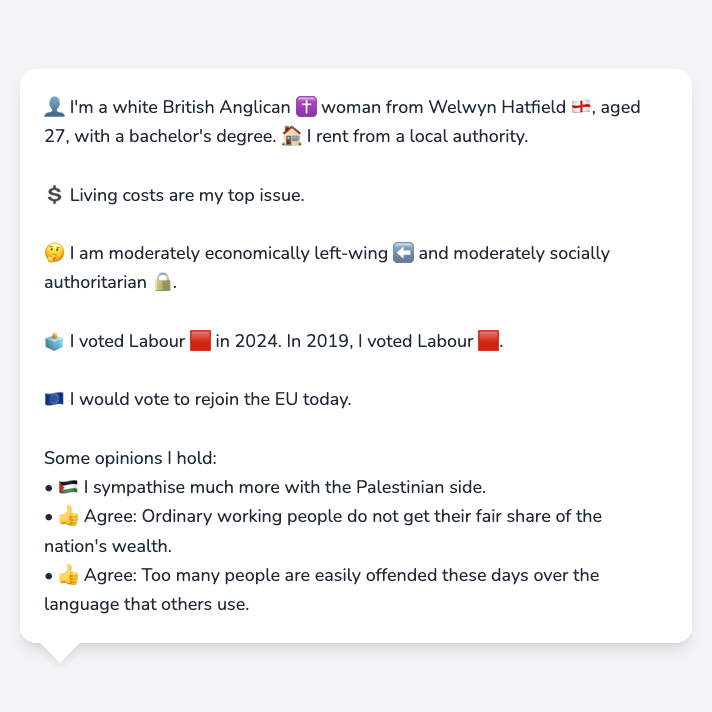 👤 I'm a white British Anglican ✝️ woman from Welwyn Hatfield 🏴󠁧󠁢󠁥󠁮󠁧󠁿, aged
27, with a bachelor's degree. 🏠 I rent from a local authority.
💲 Living costs are my top issue.
🤔 I am moderately economically left-wing ⬅️ and moderately socially
authoritarian 🔒.
🗳️ I voted Labour 🟥 in 2024. In 2019, I voted Labour 🟥.
🇪🇺 I would vote to rejoin the EU today.
Some opinions I hold:
• 🇵🇸 I sympathise much more with the Palestinian side.
• 👍 Agree: Ordinary working people do not get their fair share of the
nation's wealth.
• 👍 Agree: Too many people are easily offended these days over the
language that others use.